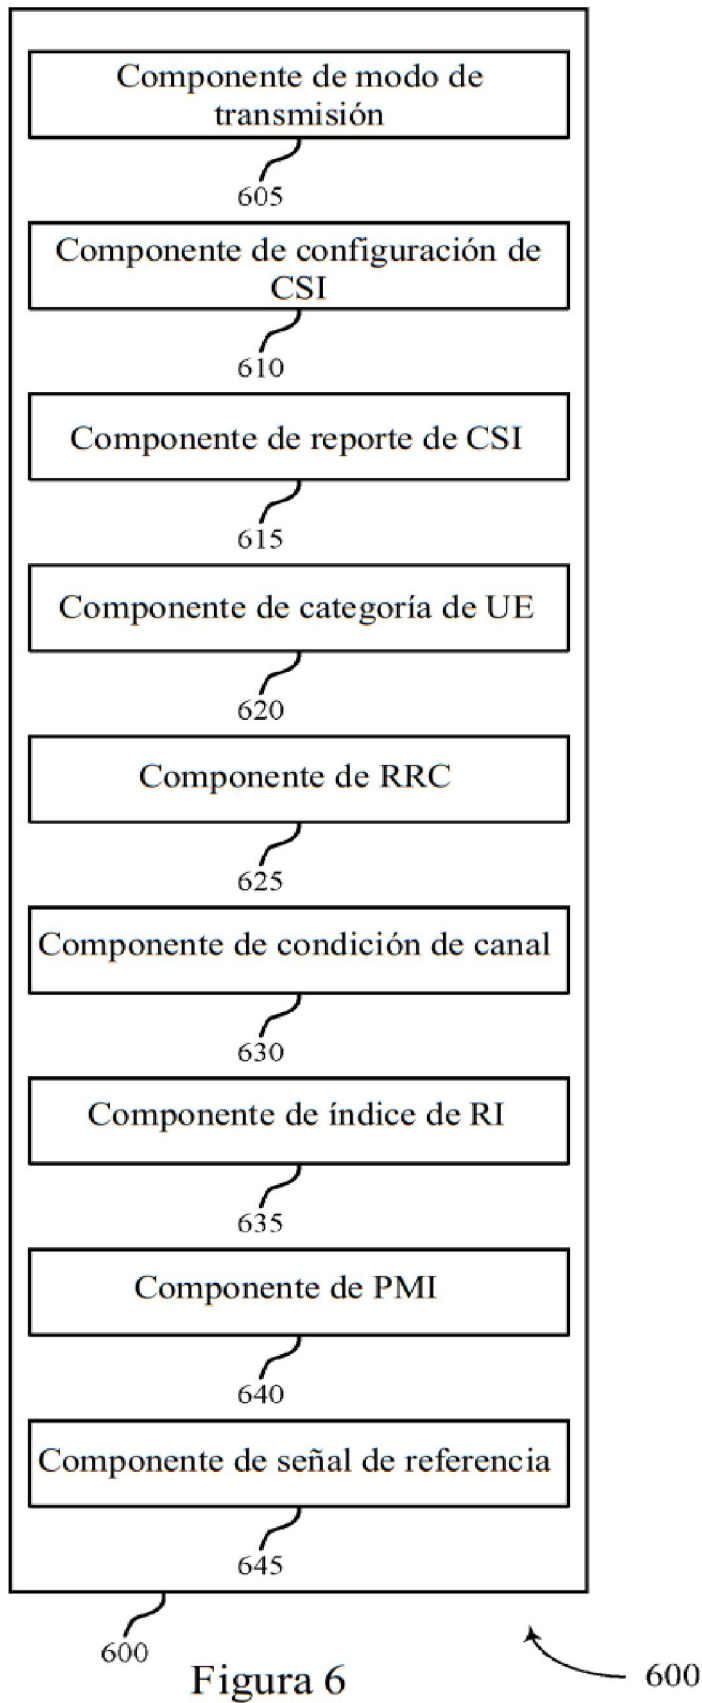 Componente de modo de
transmisión
605
Componente de configuración de
CSI
610
Componente de reporte de CSI
615
Componente de categoría de UE
620
Componente de RRC
625
Componente de condición de canal
630
Componente de índice de RI
635
Componente de PMI
640
Componente de señal de referencia
645
600
Figura 6
600